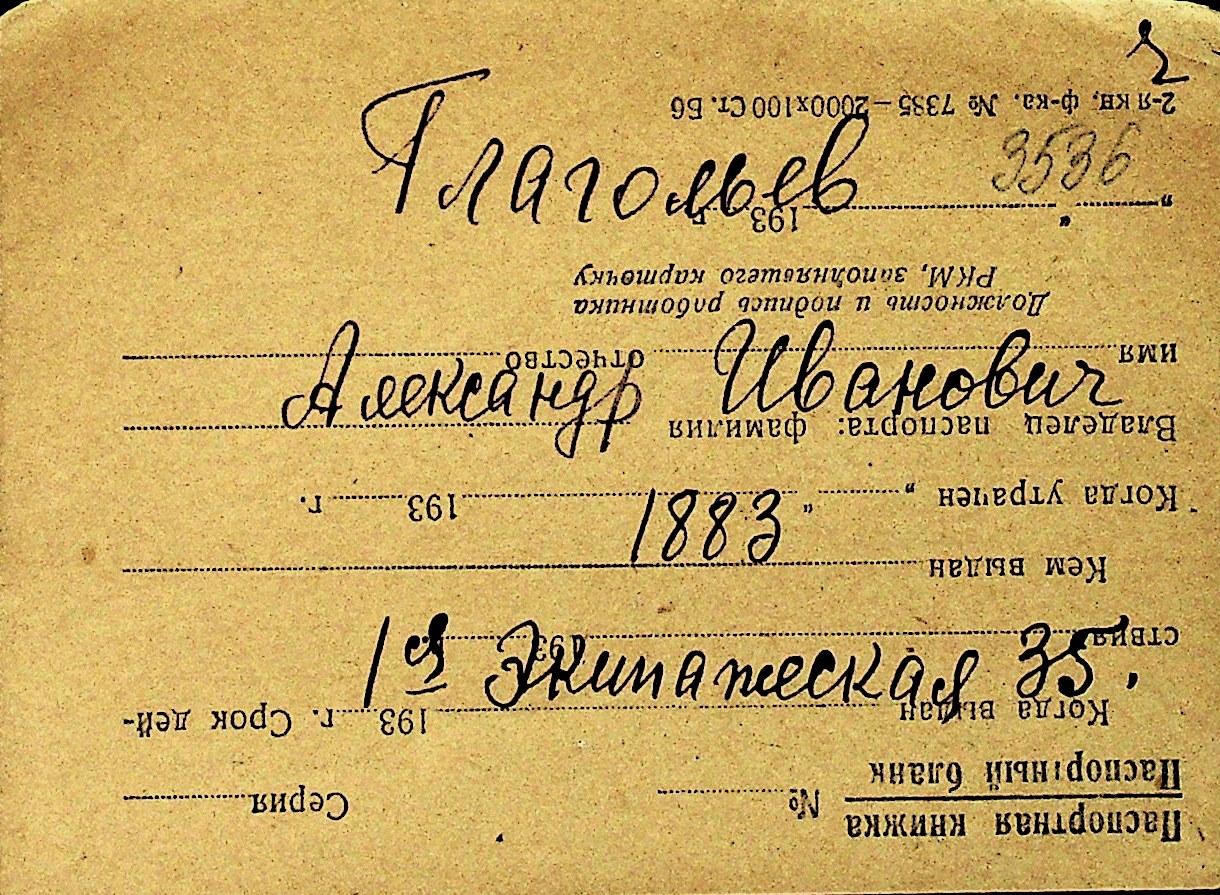 Глагольев
3536
Александр Иванович
1883
1я Экипажеская 35.
Паспортная книжка
Паспортный бланк
№ Серия
Когда выдан 193 г. Срок дей-
ствия 193
Кем выдан
Когда утрачен „ “ 193 г.
Владелец паспорта: фамилия
имя отчество
Должность и подпись работника
РКМ, заполнявшего карточку
„ “ 193 г.
2-я кн. ф-ка. № 7385—2000х100 Ст. Б6